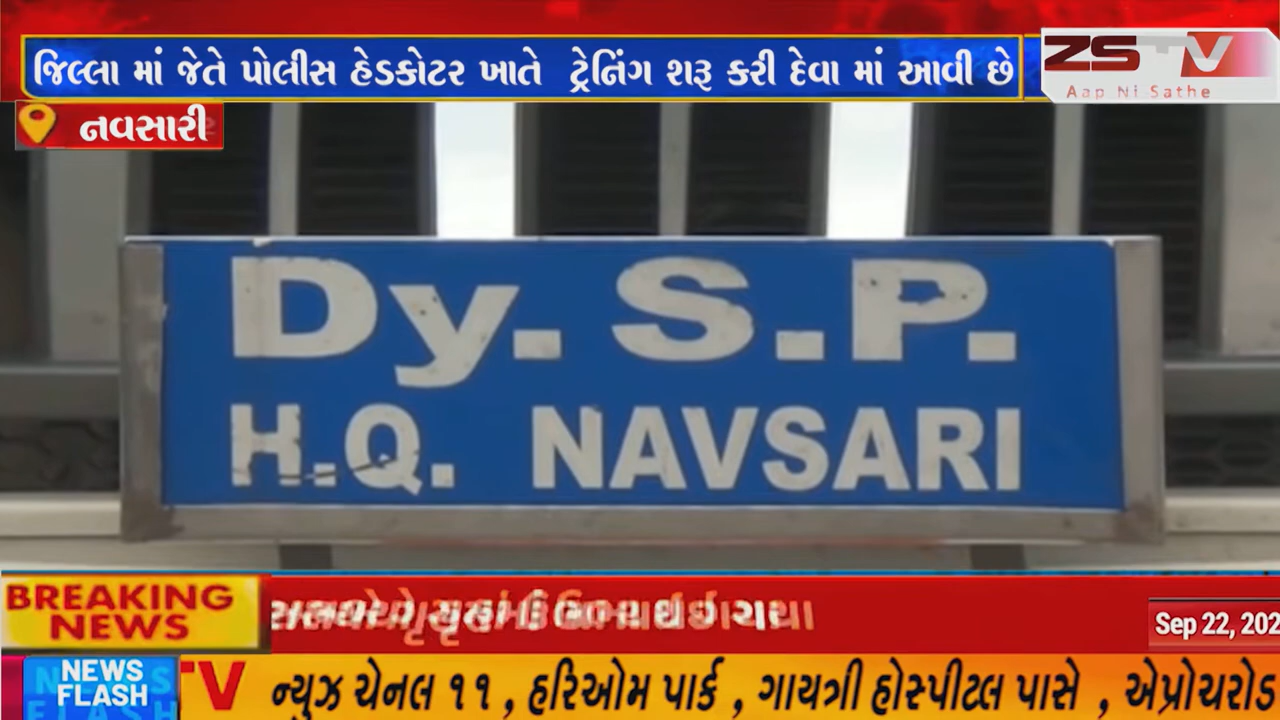 જિલ્લા માં જેતે પોલીસ હેડકોટર ખાતે ટ્રેનિંગ શરૂ કરી દેવા માં આવી છે
ZSTV
Aap Ni Sathe
નવસારી
Dy. S.P.
H.Q. NAVSARI
BREAKING
NEWS
Sep 22, 202
NEWS
FLASH
TV ન્યુઝ ચેનલ ૧૧ , હરિઓમ પાર્ક , ગાયત્રી હોસ્પીટલ પાસે , એપ્રોચરોડ